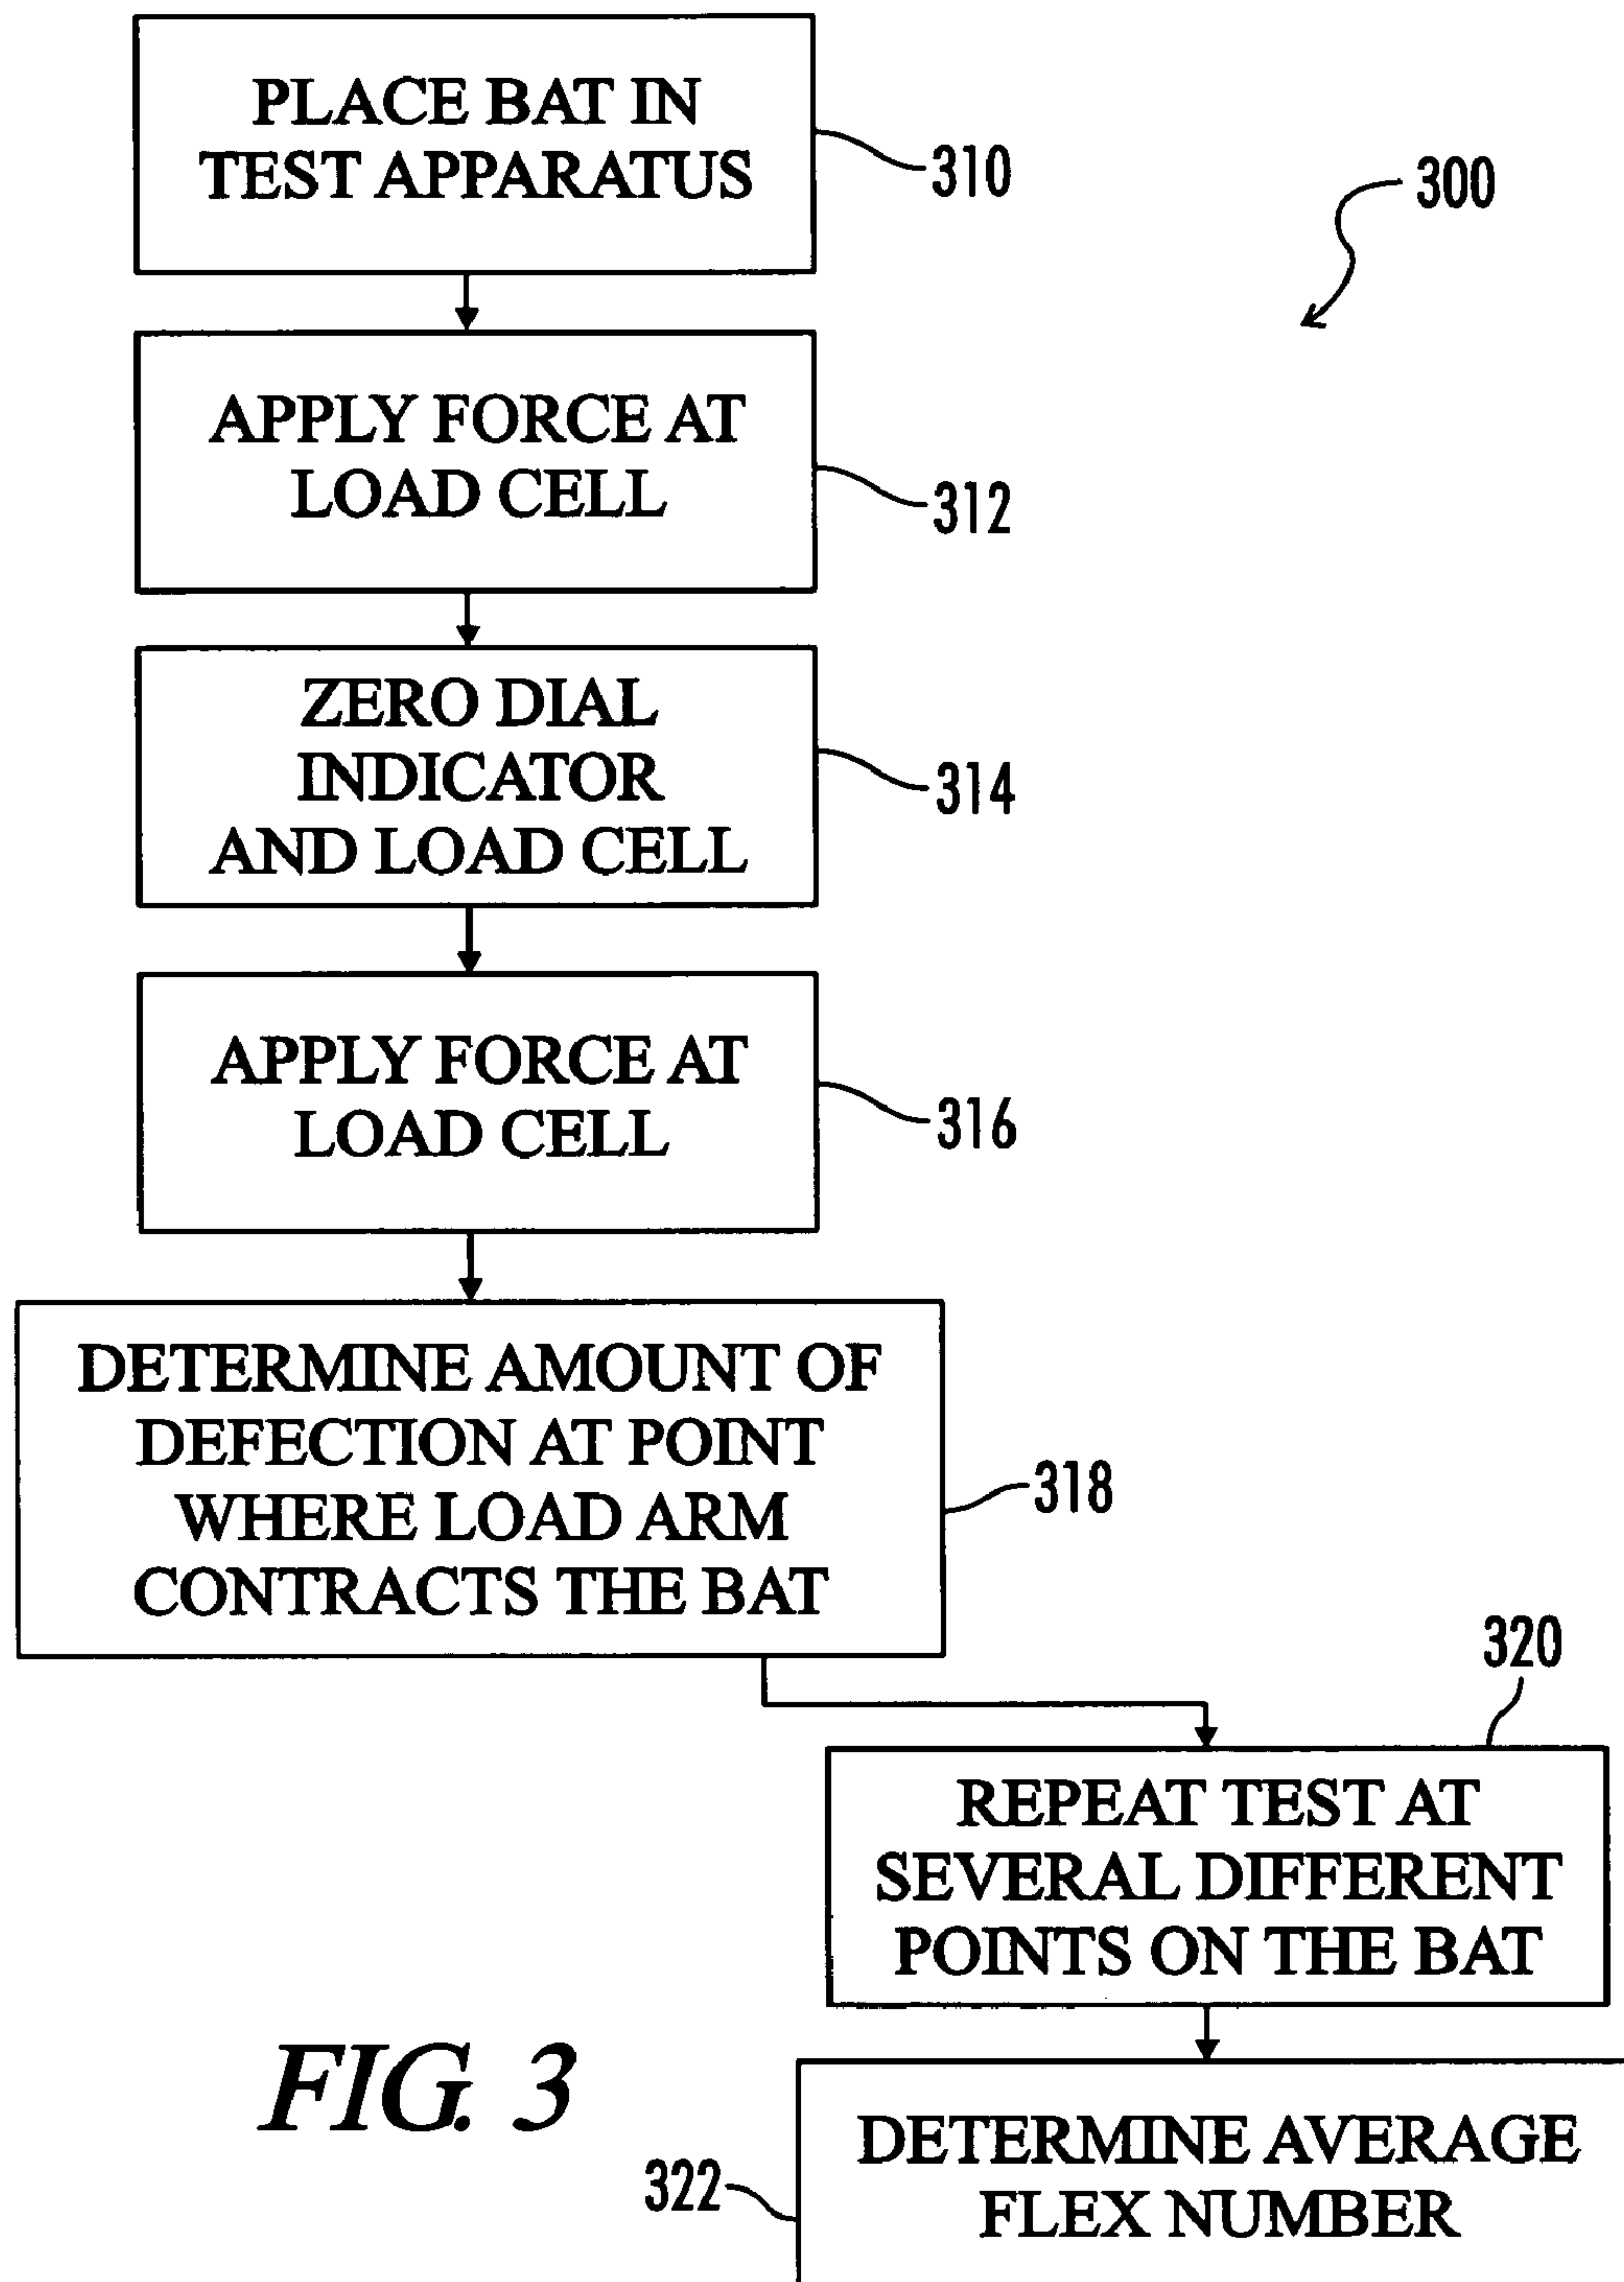 PLACE BAT IN
TEST APPARATUS
310
300
APPLY FORCE AT
LOAD CELL
312
ZERO DIAL
INDICATOR
AND LOAD CELL
314
APPLY FORCE AT
LOAD CELL
316
DETERMINE AMOUNT OF
DEFECTION AT POINT
WHERE LOAD ARM
CONTRACTS THE BAT
318
320
REPEAT TEST AT
SEVERAL DIFFERENT
POINTS ON THE BAT
DETERMINE AVERAGE
FLEX NUMBER
322
FIG. 3